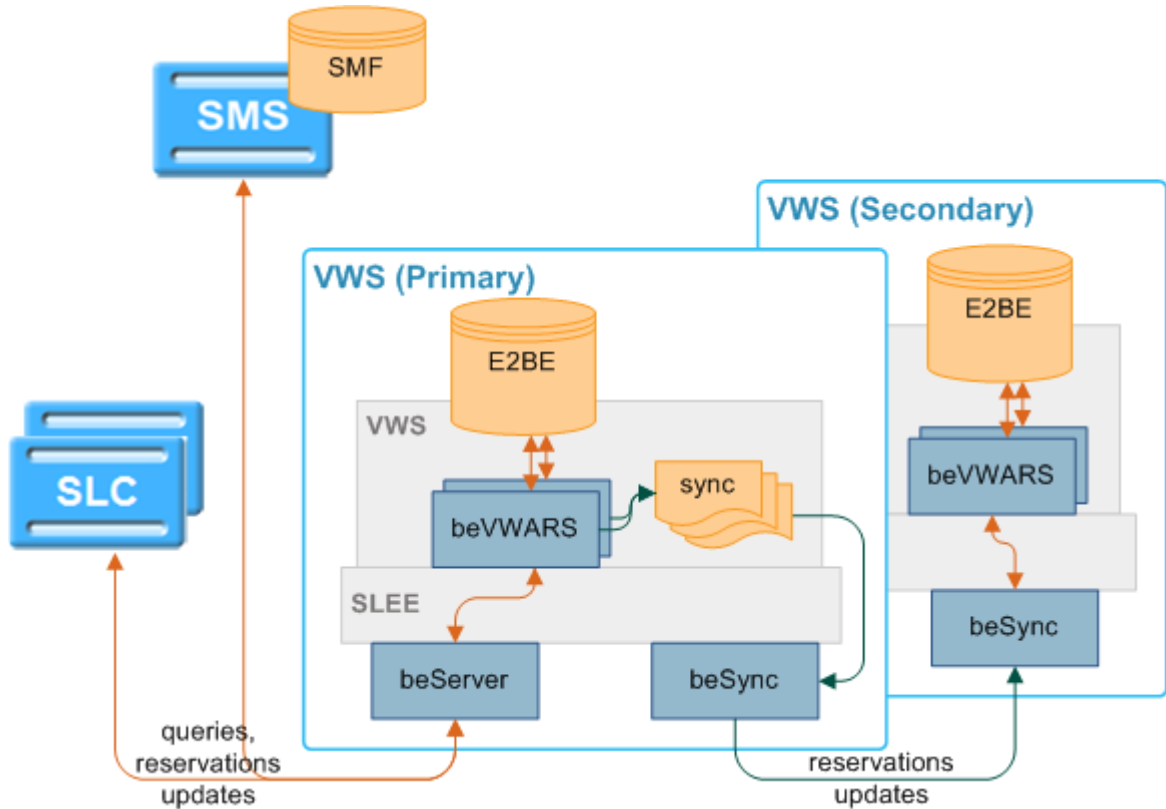 SMF
SMS
VWS (Secondary)
VWS (Primary)
E2BE
E2BE
VWS
SLC
sync
beVWARS
beVWARS
SLEE
beSync
beServer
beSync
queries,
reservations
updates
reservations
updates